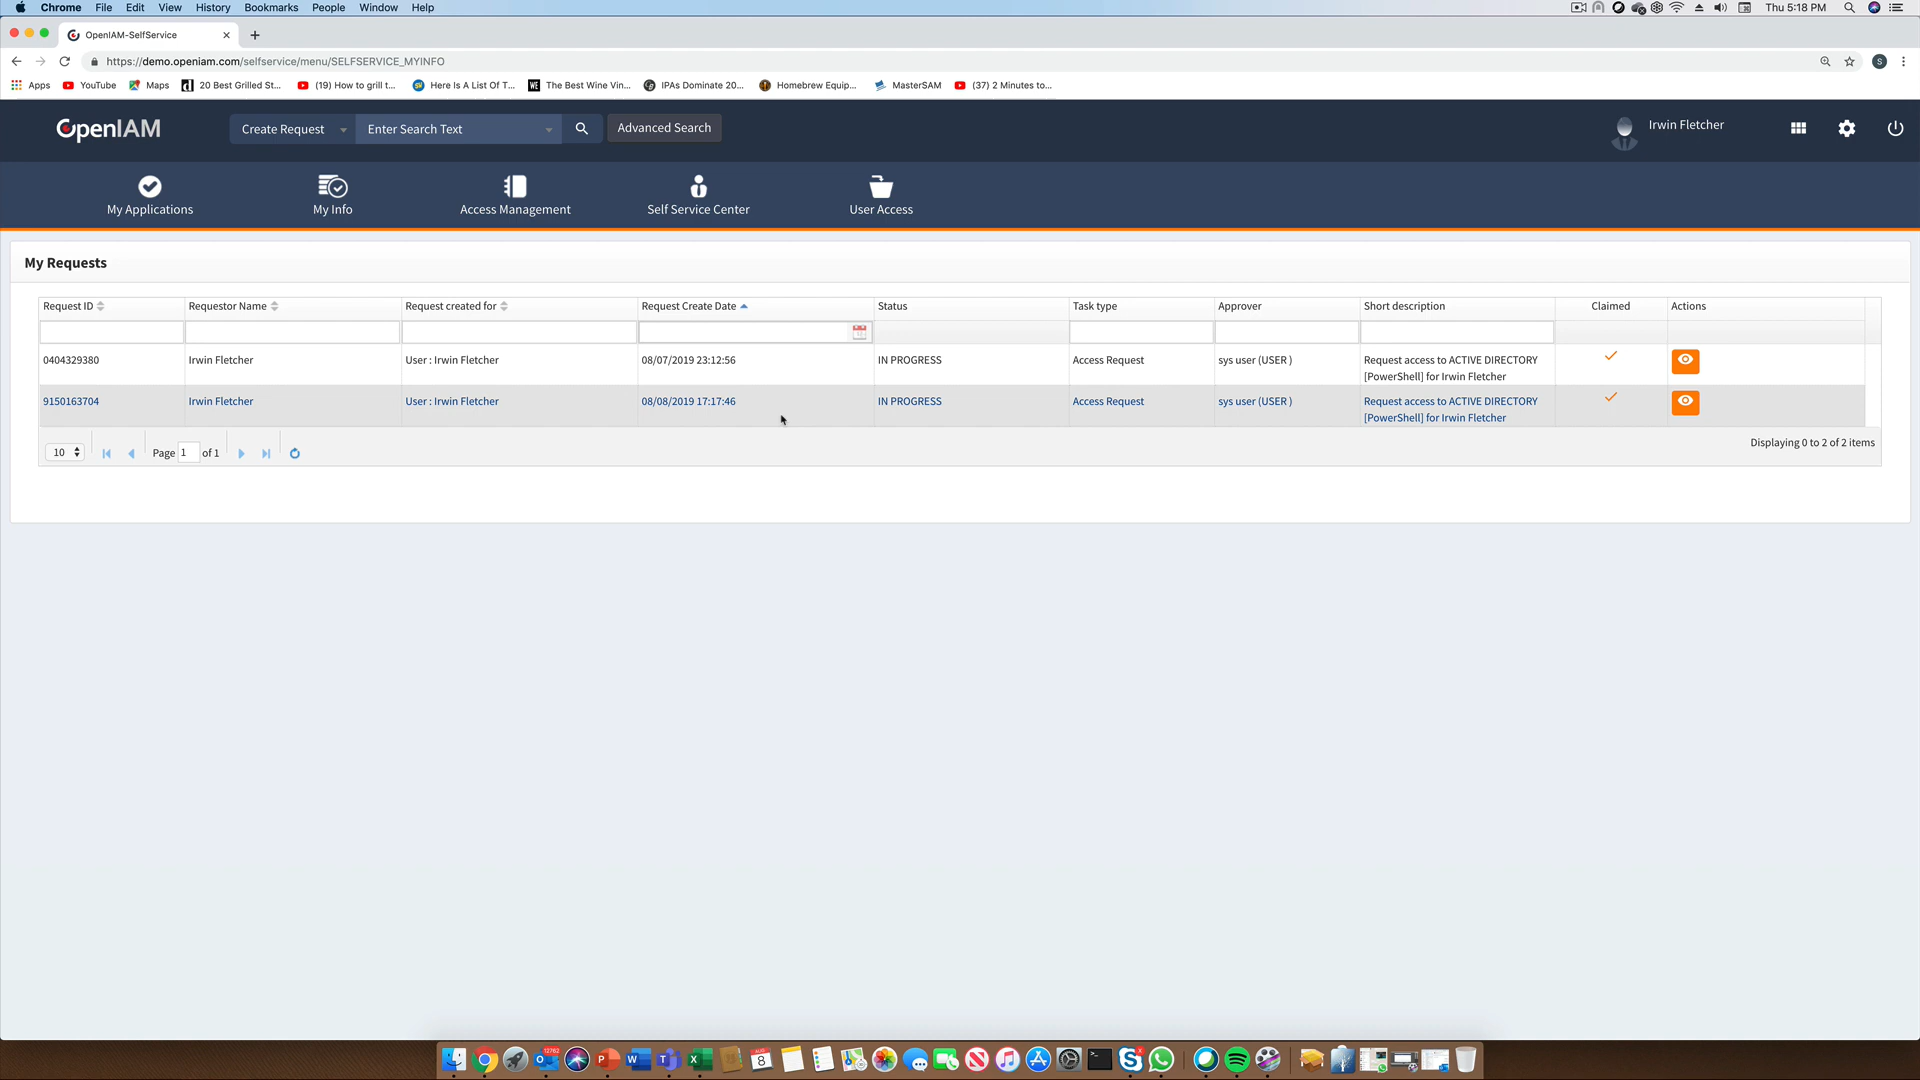 Chrome File Edit View History Bookmarks People Window Help Thu 5:18 PM
OpenIAM-SelfService
https://demo.openiam.com/selfservice/menu/SELFSERVICE_MYINFO S
Apps YouTube Maps 20 Best Grilled St... (19) How to grill t... Here Is A List Of T... The Best Wine Vin... IPAs Dominate 20... Homebrew Equip... MasterSAM (37) 2 Minutes to...
OpenIAM Create Request Enter Search Text Advanced Search Irwin Fletcher
My Applications My Info Access Management Self Service Center User Access
My Requests
Request ID Requestor Name Request created for Request Create Date Status Task type Approver Short description Claimed Actions
0404329380 Irwin Fletcher User : Irwin Fletcher 08/07/2019 23:12:56 IN PROGRESS Access Request sys user (USER ) Request access to ACTIVE DIRECTORY
[PowerShell] for Irwin Fletcher
9150163704 Irwin Fletcher User : Irwin Fletcher 08/08/2019 17:17:46 IN PROGRESS Access Request sys user (USER ) Request access to ACTIVE DIRECTORY
[PowerShell] for Irwin Fletcher
10 Page 1 of 1 Displaying 0 to 2 of 2 items
12762 AUG 8